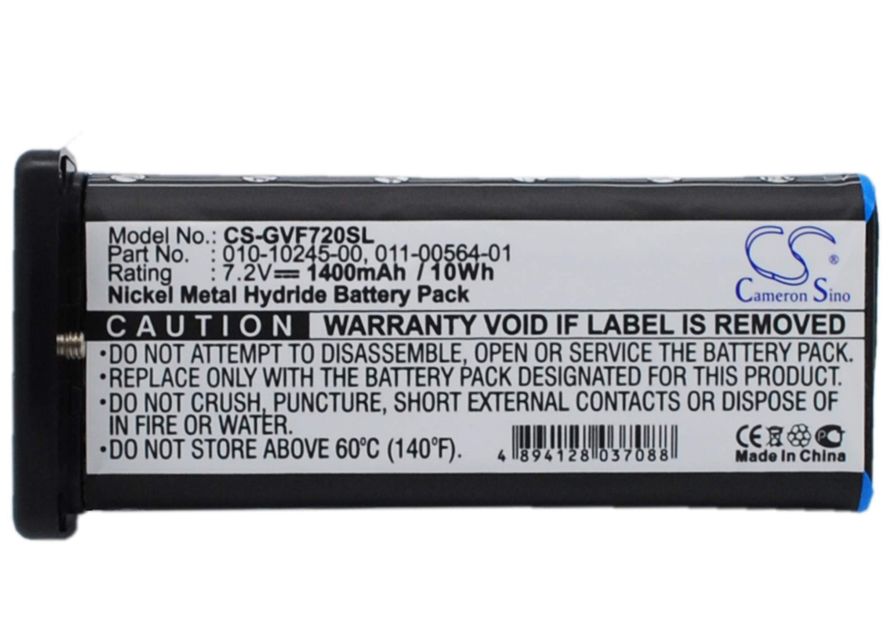 Model No.: CS-GVF720SL
Part No. : 010-10245-00, 011-00564-01
Rating : 7.2V⎓ 1400mAh / 10Wh
Nickel Metal Hydride Battery Pack
CS®
Cameron Sino
CAUTION WARRANTY VOID IF LABEL IS REMOVED
•DO NOT ATTEMPT TO DISASSEMBLE, OPEN OR SERVICE THE BATTERY PACK.
•REPLACE ONLY WITH THE BATTERY PACK DESIGNED FOR THIS PRODUCT.
•DO NOT CRUSH, PUNCTURE, SHORT EXTERNAL CONTACTS OR DISPOSE OF
IN FIRE OR WATER.
•DO NOT STORE ABOVE 60°C (140°F).
4 894128 037088
CE PC
Made In China